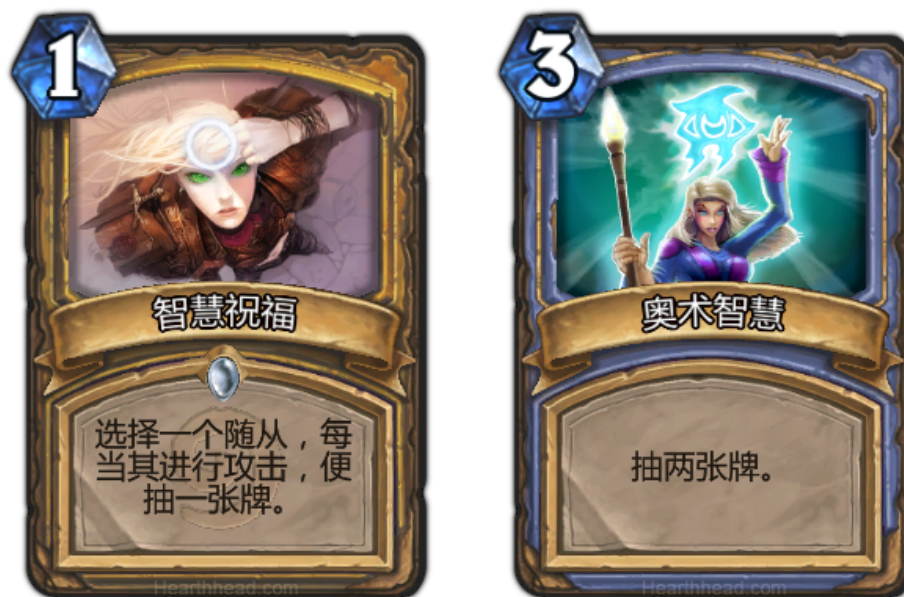 1
智慧祝福
选择一个随从，每
当其进行攻击，便
抽一张牌。
Hearthhead.com
3
奥术智慧
抽两张牌。
Hearthhead.com